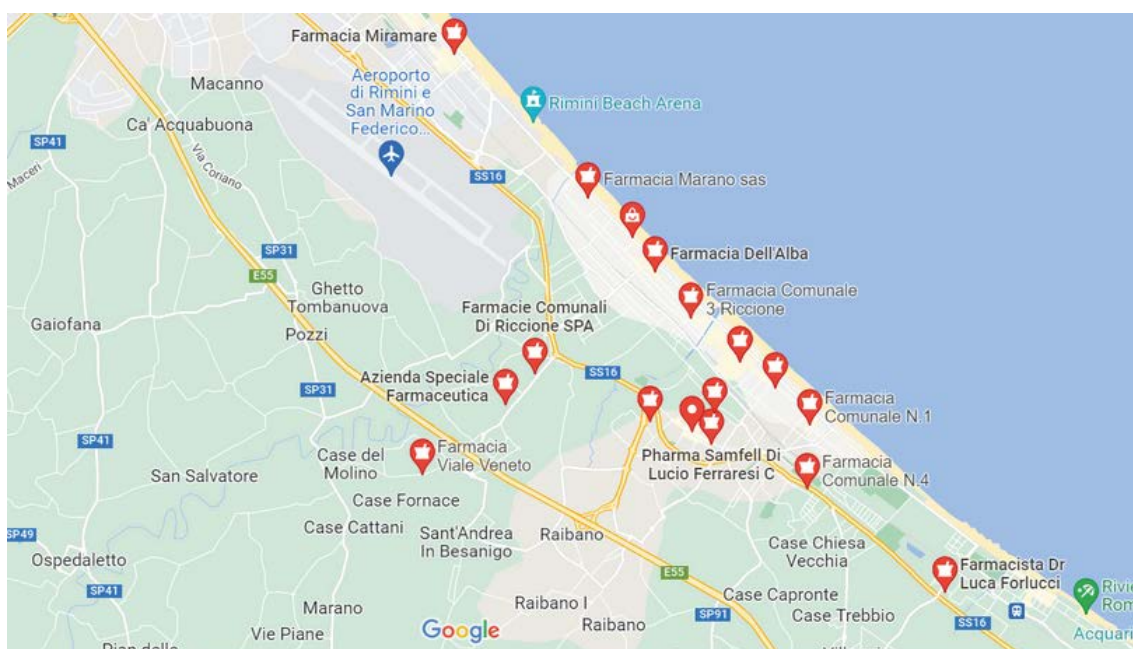 Farmacia Miramare
Aeroporto
di Rimini e
San Marino
Federico...
Macanno
Rimini Beach Arena
Ca' Acquabuona
SP41
Via Coriano
Maceri
SS16
Farmacia Marano sas
SP31
Farmacia Dell'Alba
E55
Ghetto
Tombanuova
Farmacia Comunale
3 Riccione
Farmacie Comunali
Di Riccione SPA
Gaiofana
Pozzi
SS16
Azienda Speciale
Farmaceutica
SP31
Farmacia
Comunale N.1
SP41
Farmacia
Viale Veneto
Case del
Molino
Pharma Samfell Di
Lucio Ferraresi C
Farmacia
Comunale N.4
San Salvatore
Case Fornace
Case Cattani
Sant'Andrea
In Besanigo
Raibano
SP49
Case Chiesa
Vecchia
Ospedaletto
Farmacista Dr
Luca Forlucci
E55
SP41
Case Capronte
Rivie
Rom
Marano
Raibano I
Raibano
SP91
Case Trebbio
SS16
Vie Piane
Google
Acquari